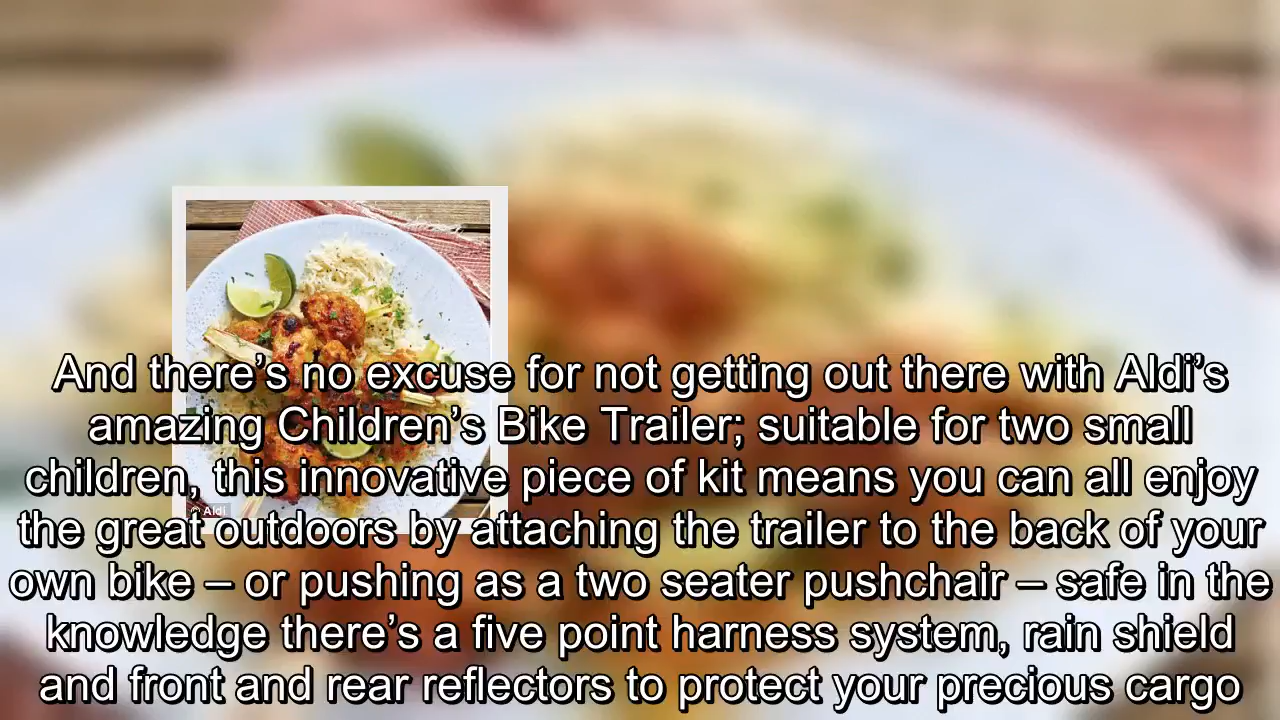 And there’s no excuse for not getting out there with Aldi’s
amazing Children’s Bike Trailer; suitable for two small
children, this innovative piece of kit means you can all enjoy
the great outdoors by attaching the trailer to the back of your
own bike – or pushing as a two seater pushchair – safe in the
knowledge there’s a five point harness system, rain shield
and front and rear reflectors to protect your precious cargo
© Aldi